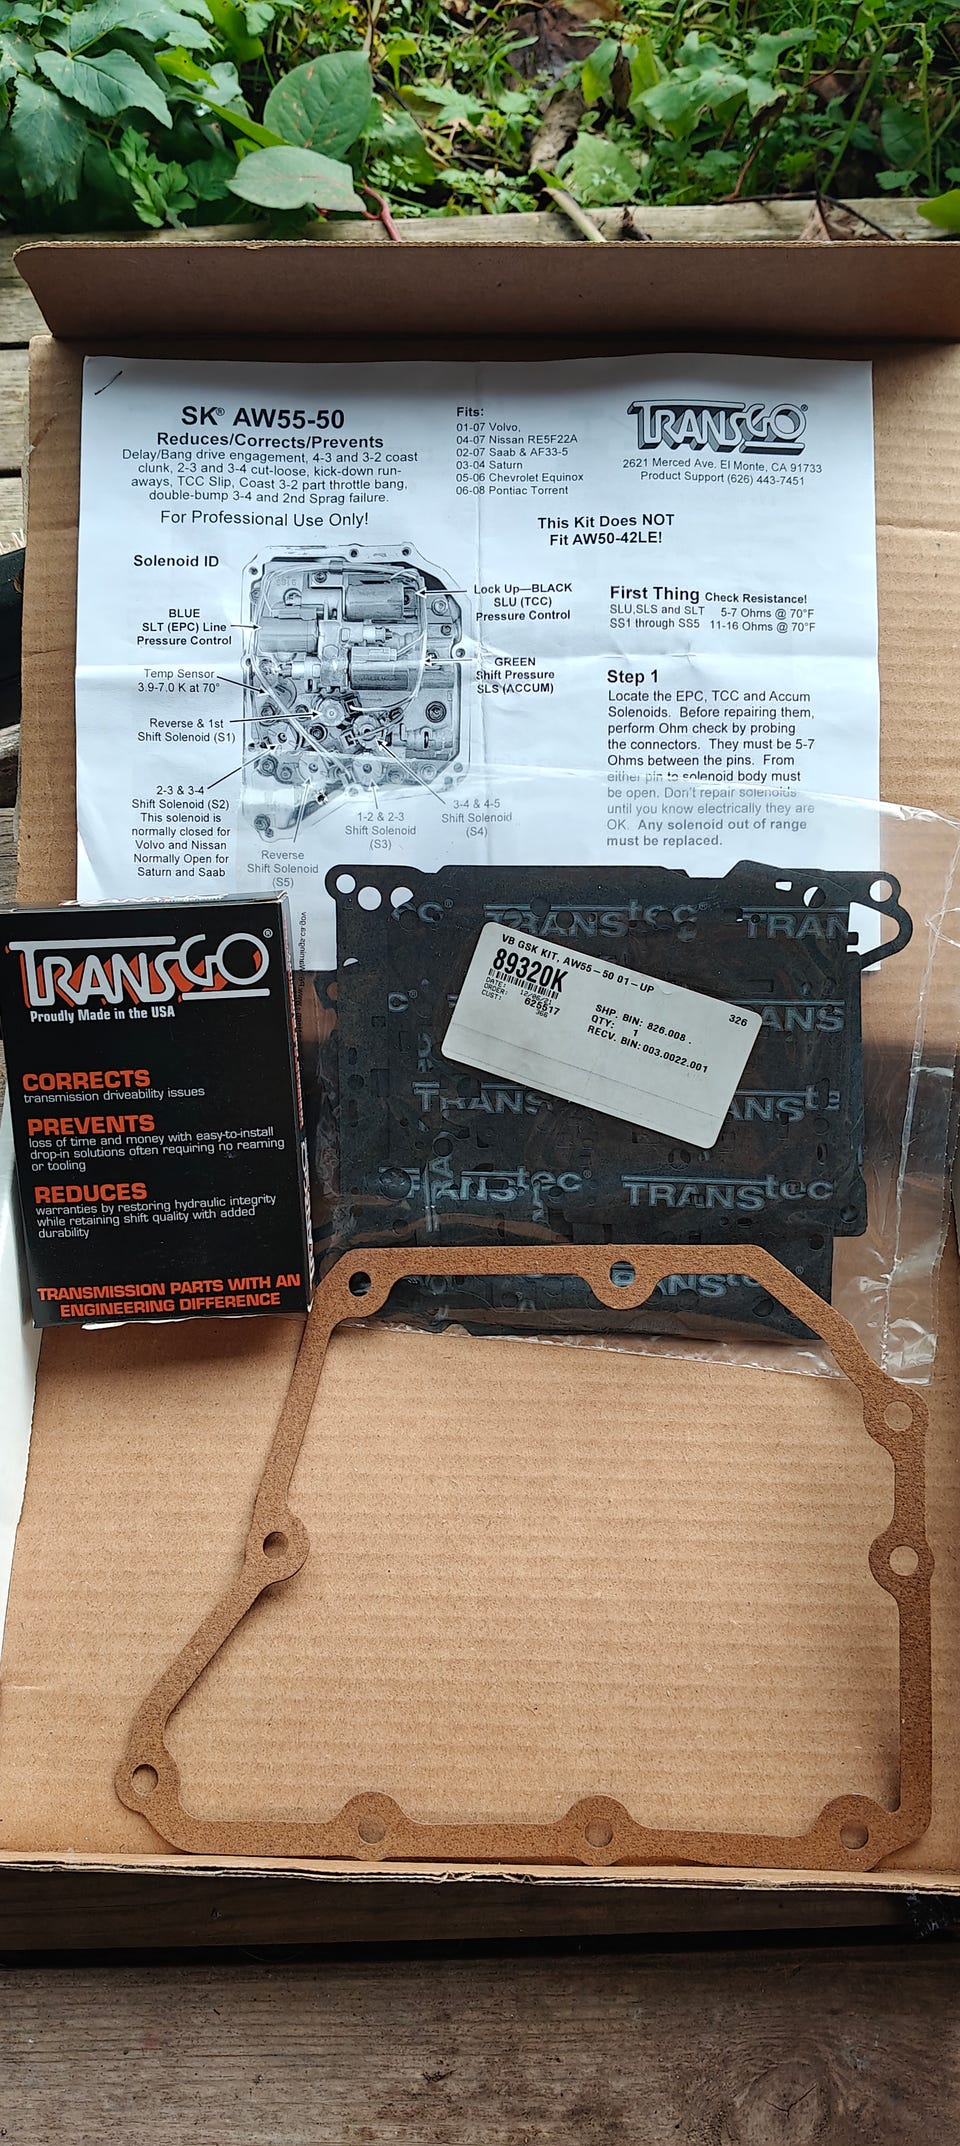 SK® AW55-50
Reduces/Corrects/Prevents
Delay/Bang drive engagement, 4-3 and 3-2 coast
clunk, 2-3 and 3-4 cut-loose, kick-down run-
aways, TCC Slip, Coast 3-2 part throttle bang,
double-bump 3-4 and 2nd Sprag failure.
For Professional Use Only!
Fits:
01-07 Volvo,
04-07 Nissan RE5F22A
02-07 Saab & AF33-5
03-04 Saturn
05-06 Chevrolet Equinox
06-08 Pontiac Torrent
TRANSGO®
2621 Merced Ave. El Monte, CA 91733
Product Support (626) 443-7451
This Kit Does NOT
Fit AW50-42LE!
Solenoid ID
BLUE
SLT (EPC) Line
Pressure Control
Temp Sensor
3.9-7.0 K at 70°
Reverse & 1st
Shift Solenoid (S1)
2-3 & 3-4
Shift Solenoid (S2)
This solenoid is
normally closed for
Volvo and Nissan
Normally Open for
Saturn and Saab
Reverse
Shift Solenoid
(S5)
1-2 & 2-3
Shift Solenoid
(S3)
3-4 & 4-5
Shift Solenoid
(S4)
Lock Up—BLACK
SLU (TCC)
Pressure Control
GREEN
Shift Pressure
SLS (ACCUM)
First Thing Check Resistance!
SLU,SLS and SLT 5-7 Ohms @ 70°F
SS1 through SS5 11-16 Ohms @ 70°F
Step 1
Locate the EPC, TCC and Accum
Solenoids. Before repairing them,
perform Ohm check by probing
the connectors. They must be 5-7
Ohms between the pins. From
either pin to solenoid body must
be open. Don't repair solenoids
until you know electrically they are
OK. Any solenoid out of range
must be replaced.
TRANSGO®
Proudly Made in the USA
CORRECTS
transmission driveability issues
PREVENTS
loss of time and money with easy-to-install
drop-in solutions often requiring no reaming
or tooling
REDUCES
warranties by restoring hydraulic integrity
while retaining shift quality with added
durability
TRANSMISSION PARTS WITH AN
ENGINEERING DIFFERENCE
TRANStec
TRAN
VB GSK KIT, AW55-50 01-UP
89320K
326
DATE: 12/06/21
ORDER: 625517
CUST: 326
SHP. BIN: 826.008 .
QTY: 1
RECV. BIN: 003.0022.001
ANS
TRANS
ANSte
TRANStec®
TRANStec
ANStec